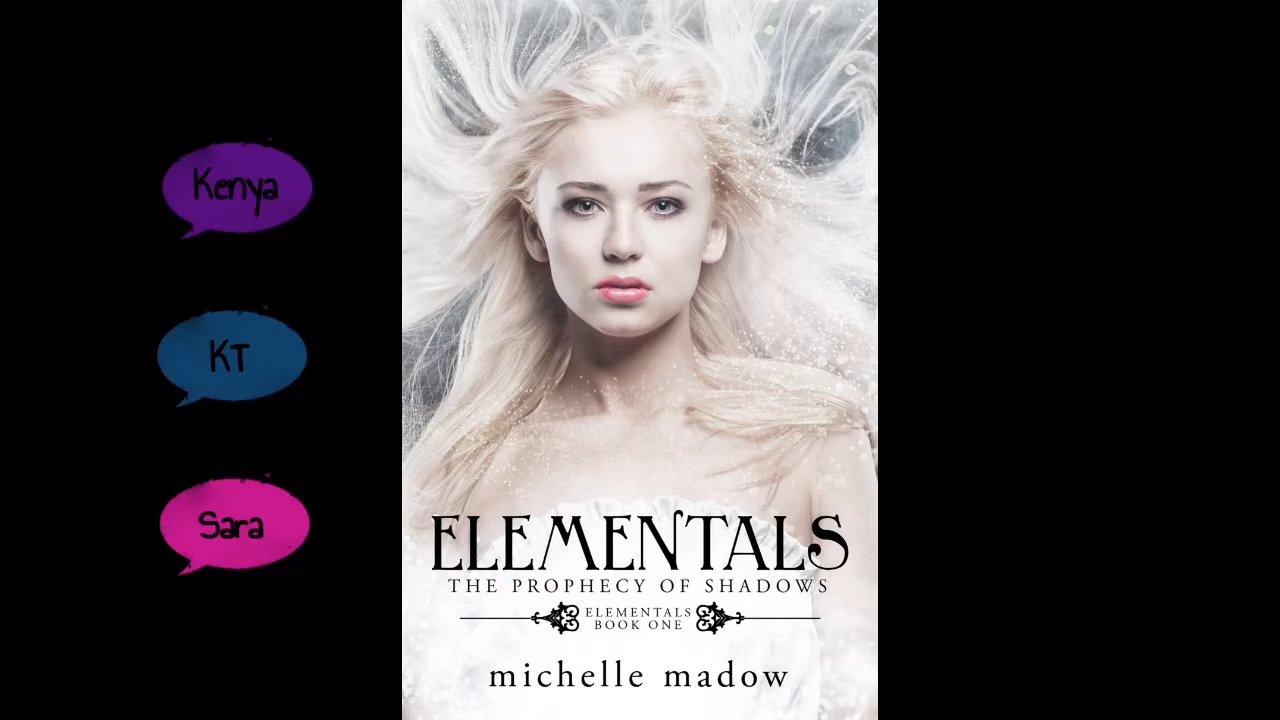 Kenya
KT
Sara
ELEMENTALS
THE PROPHECY OF SHADOWS
ELEMENTALS
BOOK ONE
michelle madow